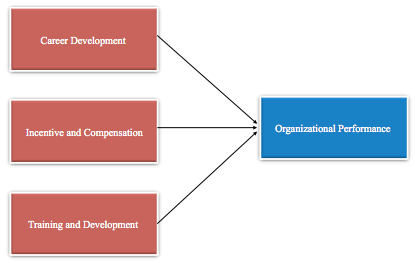 Career Development
Incentive and Compensation
Organizational Performance
Training and Development